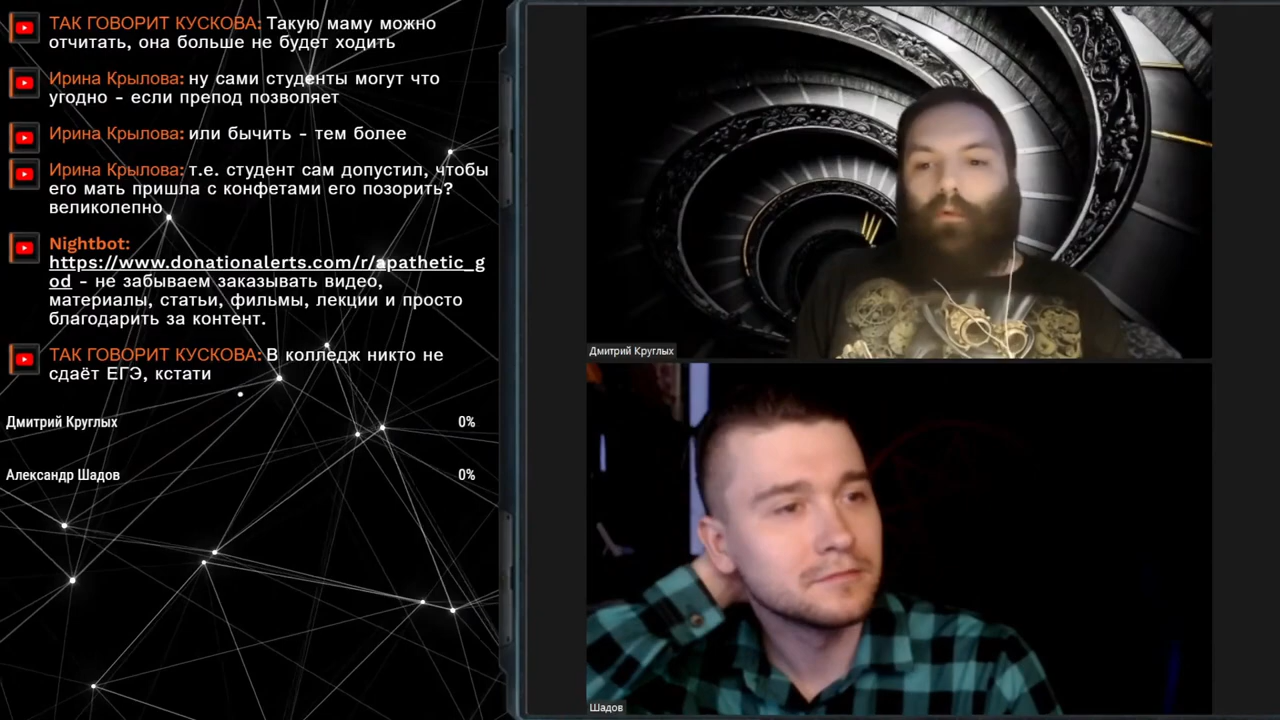 ТАК ГОВОРИТ КУСКОВА: Такую маму можно
отчитать, она больше не будет ходить
Ирина Крылова: ну сами студенты могут что
угодно - если препод позволяет
Ирина Крылова: или бычить - тем более
Ирина Крылова: т.е. студент сам допустил, чтобы
его мать пришла с конфетами его позорить?
великолепно
Nightbot:
https://www.donationalerts.com/r/apathetic_g
od - не забываем заказывать видео,
материалы, статьи, фильмы, лекции и просто
благодарить за контент.
ТАК ГОВОРИТ КУСКОВА: В колледж никто не
сдаёт ЕГЭ, кстати
Дмитрий Круглых 0%
Александр Шадов 0%
Дмитрий Круглых
Шадов